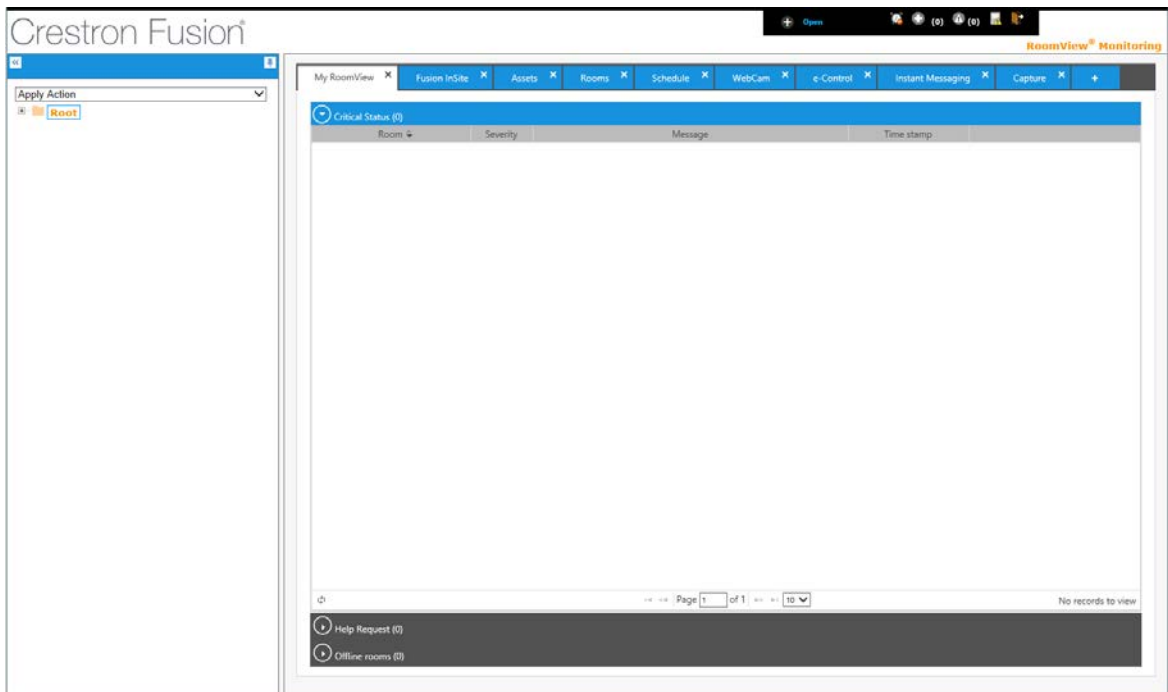 Crestron Fusion®
Open
(0)
(0)
RoomView® Monitoring
My RoomView
Fusion InSite
Assets
Rooms
Schedule
WebCam
e-Control
Instant Messaging
Capture
Apply Action
Root
Critical Status (0)
Room
Severity
Message
Time stamp
Page 1 of 1 10
No records to view
Help Request (0)
Offline rooms (0)